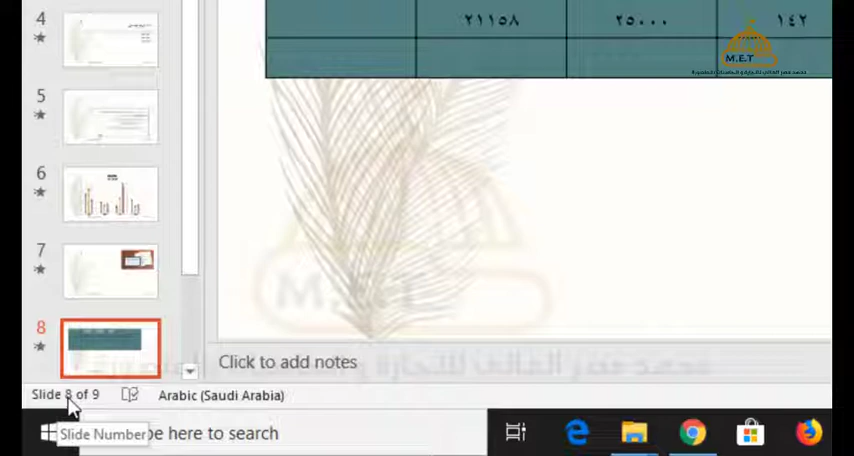 4
٢١١٥٨ ٢٥٠٠٠ ١٤٢
M.E.T
5
6
7
M.E.T
8
Click to add notes
Slide 8 of 9
Arabic (Saudi Arabia)
Slide Number
be here to search